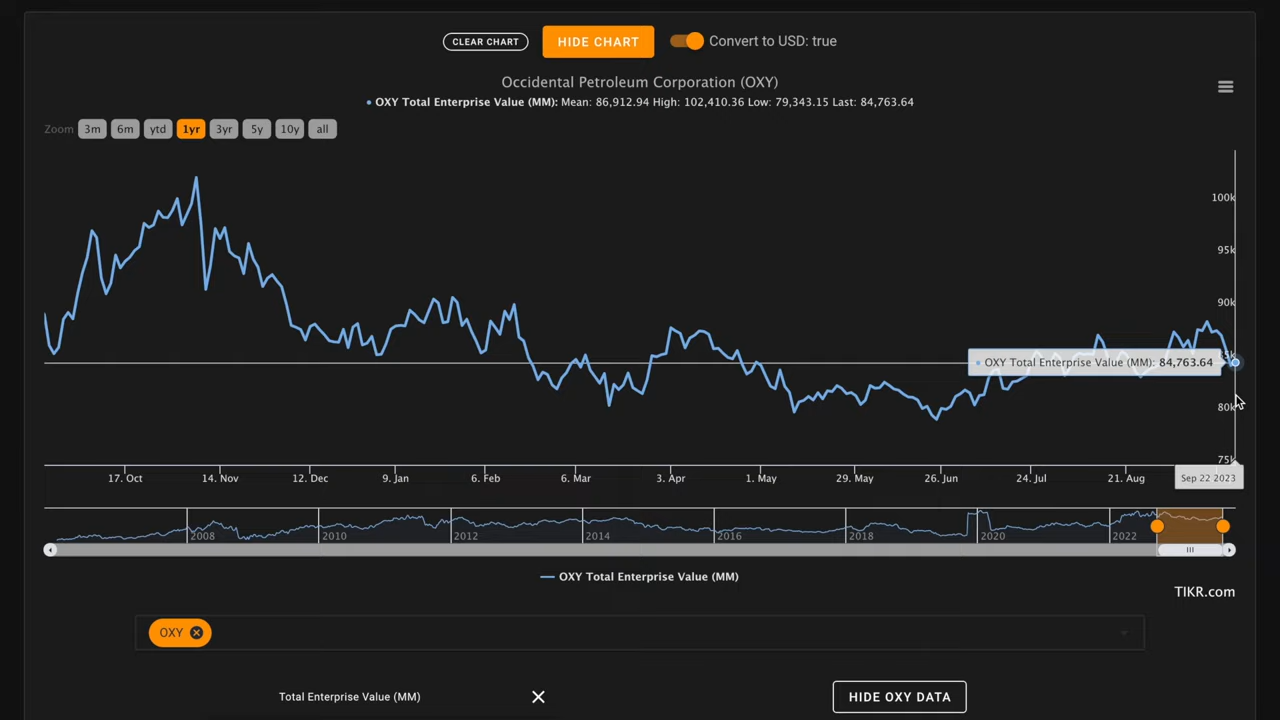 CLEAR CHART
HIDE CHART
Convert to USD: true
Occidental Petroleum Corporation (OXY)
OXY Total Enterprise Value (MM): Mean: 86,912.94 High: 102,410.36 Low: 79,343.15 Last: 84,763.64
Zoom 3m 6m ytd 1yr 3yr 5y 10y all
100k
95k
90k
OXY Total Enterprise Value (MM): 84,763.64
80k
75k
17. Oct 14. Nov 12. Dec 9. Jan 6. Feb 6. Mar 3. Apr 1. May 29. May 26. Jun 24. Jul 21. Aug Sep 22 2023
2008 2010 2012 2014 2016 2018 2020 2022
OXY Total Enterprise Value (MM)
TIKR.com
OXY
Total Enterprise Value (MM)
HIDE OXY DATA